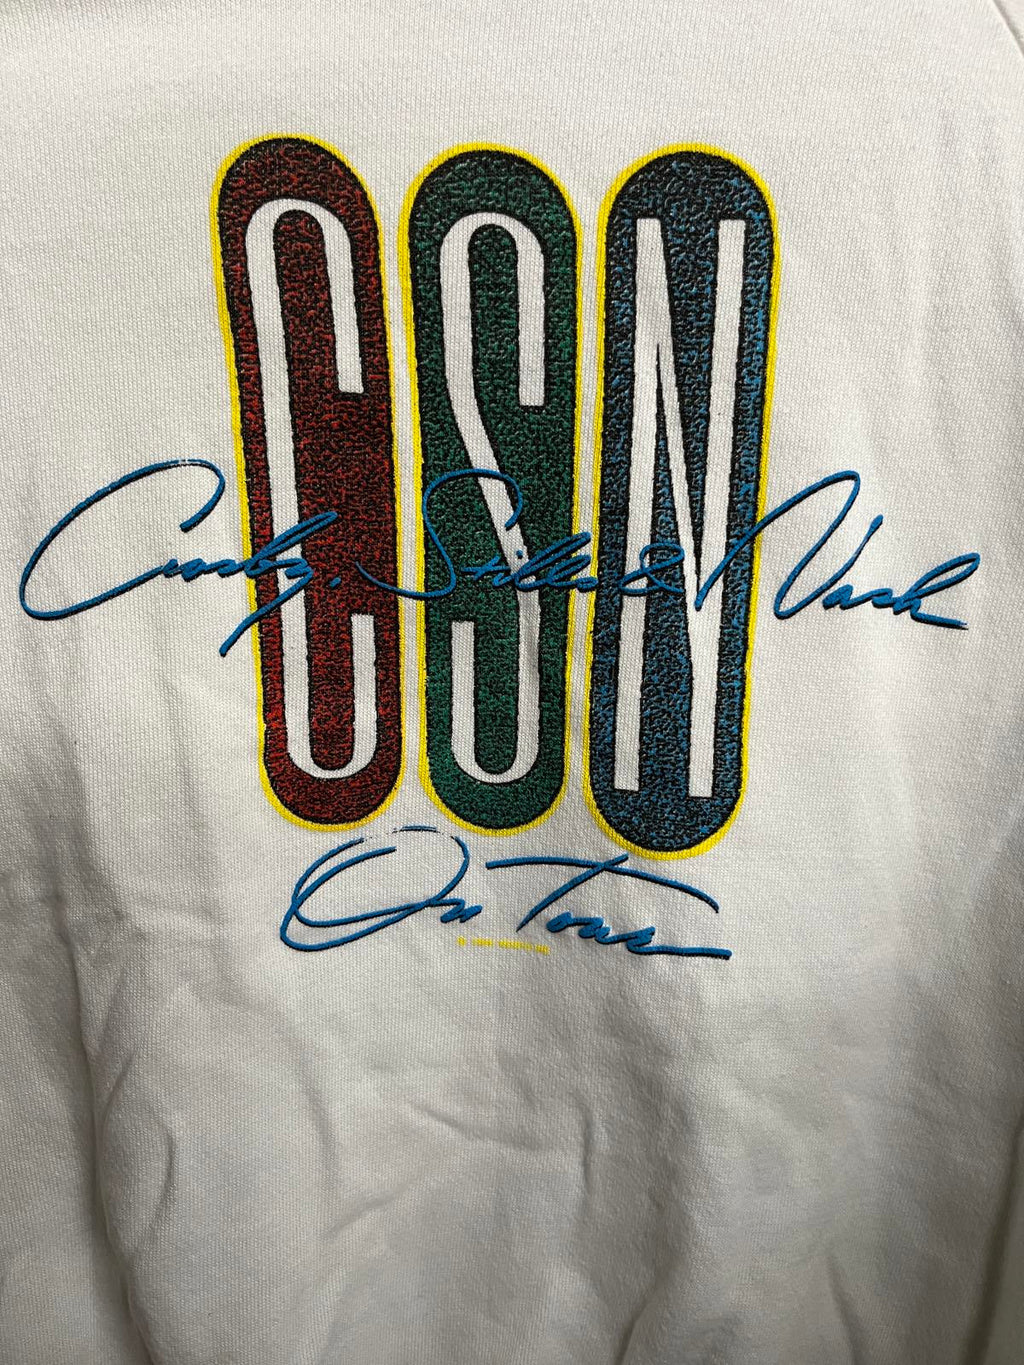 CSN
Crosby, Stills & Nash
On Tour